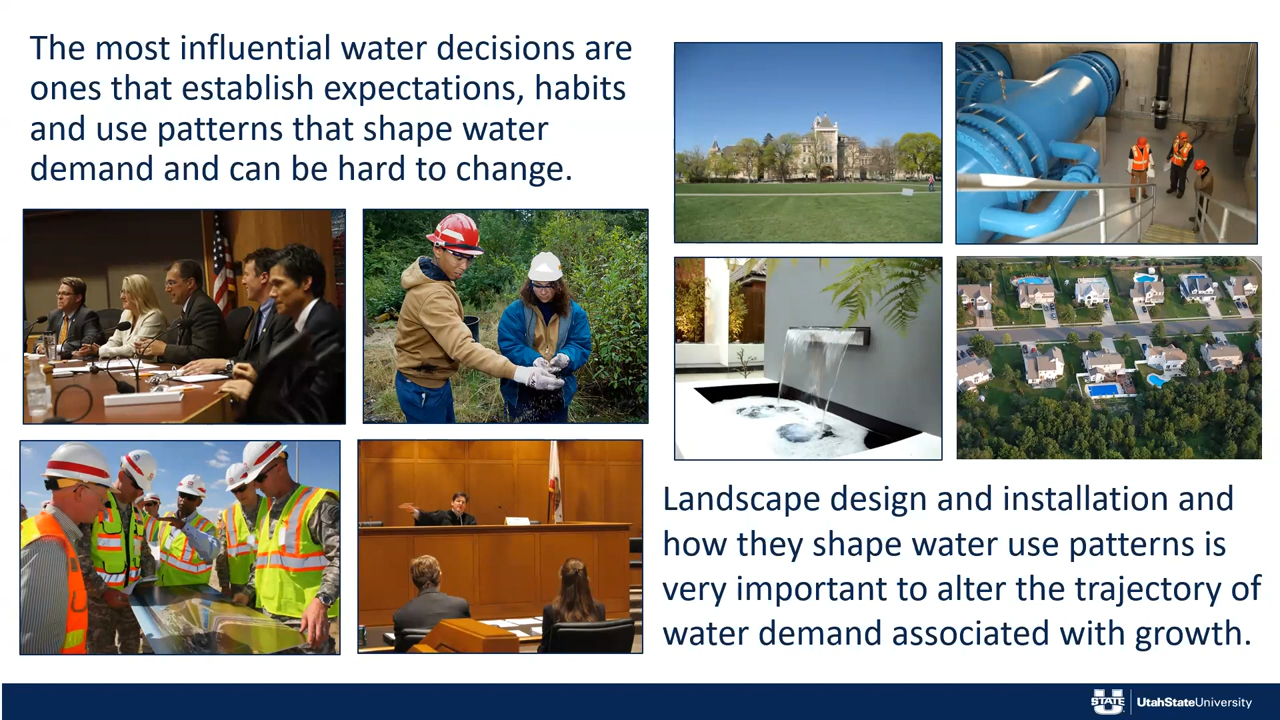 The most influential water decisions are
ones that establish expectations, habits
and use patterns that shape water
demand and can be hard to change.
Landscape design and installation and
how they shape water use patterns is
very important to alter the trajectory of
water demand associated with growth.
U STATE UtahStateUniversity